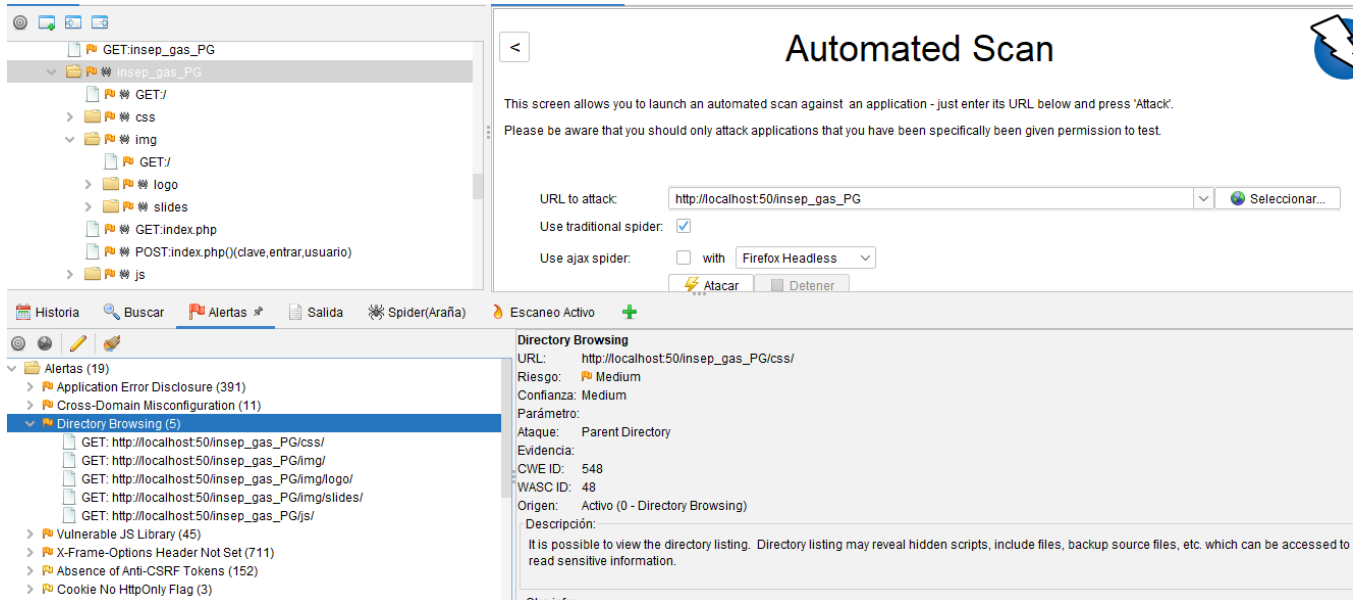 GET:insep_gas_PG
insep_gas_PG
GET:/
css
img
GET:/
logo
slides
GET:index.php
POST:index.php()(clave,entrar,usuario)
js
<
Automated Scan
This screen allows you to launch an automated scan against an application - just enter its URL below and press 'Attack'.
Please be aware that you should only attack applications that you have been specifically been given permission to test.
URL to attack: http://localhost:50/insep_gas_PG Seleccionar...
Use traditional spider:
Use ajax spider: with Firefox Headless
Atacar Detener
Historia Buscar Alertas Salida Spider(Araña) Escaneo Activo
Alertas (19)
Application Error Disclosure (391)
Cross-Domain Misconfiguration (11)
Directory Browsing (5)
GET: http://localhost:50/insep_gas_PG/css/
GET: http://localhost:50/insep_gas_PG/img/
GET: http://localhost:50/insep_gas_PG/img/logo/
GET: http://localhost:50/insep_gas_PG/img/slides/
GET: http://localhost:50/insep_gas_PG/js/
Vulnerable JS Library (45)
X-Frame-Options Header Not Set (711)
Absence of Anti-CSRF Tokens (152)
Cookie No HttpOnly Flag (3)
Directory Browsing
URL: http://localhost:50/insep_gas_PG/css/
Riesgo: Medium
Confianza: Medium
Parámetro:
Ataque: Parent Directory
Evidencia:
CWE ID: 548
WASC ID: 48
Origen: Activo (0 - Directory Browsing)
Descripción:
It is possible to view the directory listing. Directory listing may reveal hidden scripts, include files, backup source files, etc. which can be accessed to
read sensitive information.